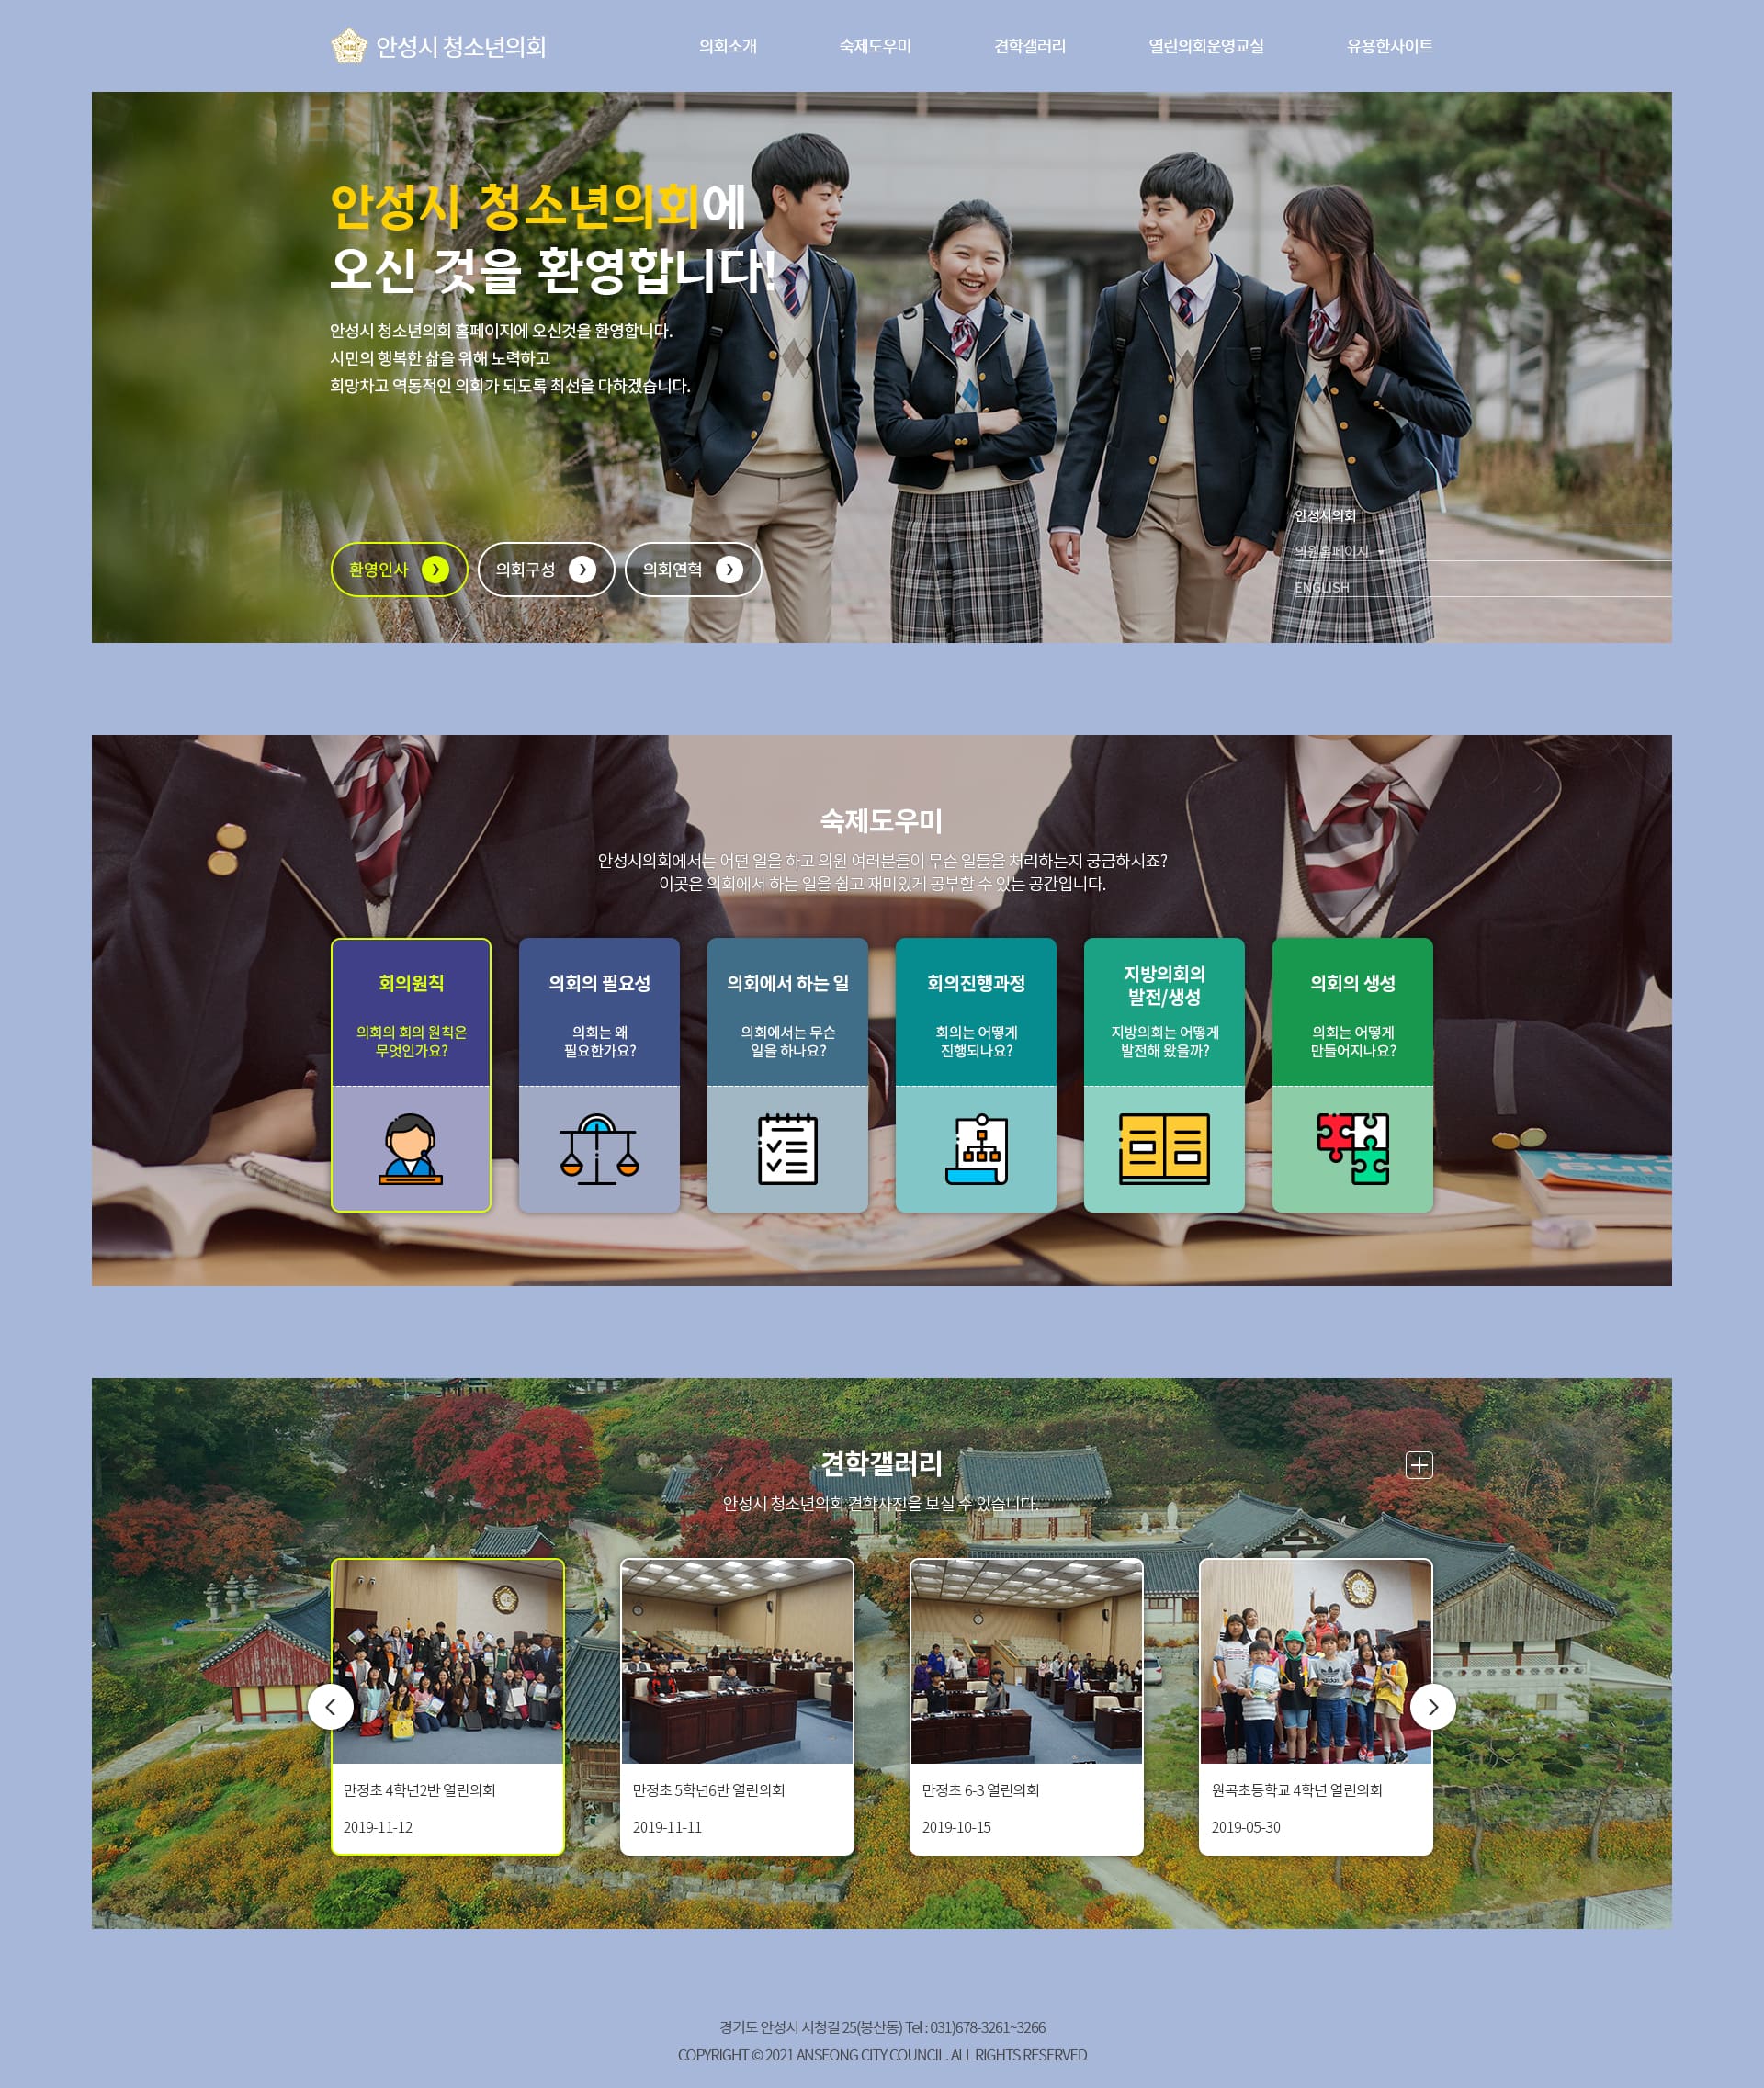 의회
안성시 청소년의회
의회소개
숙제도우미
견학갤러리
열린의회운영교실
유용한사이트
안성시 청소년의회에
오신 것을 환영합니다!
안성시 청소년의회 홈페이지에 오신것을 환영합니다.
시민의 행복한 삶을 위해 노력하고
희망차고 역동적인 의회가 되도록 최선을 다하겠습니다.
환영인사
의회구성
의회연혁
안성시의회
의원홈페이지
ENGLISH
숙제도우미
안성시의회에서는 어떤 일을 하고 의원 여러분들이 무슨 일들을 처리하는지 궁금하시죠?
이곳은 의회에서 하는 일을 쉽고 재미있게 공부할 수 있는 공간입니다.
회의원칙
의회의 회의 원칙은
무엇인가요?
의회의 필요성
의회는 왜
필요한가요?
의회에서 하는 일
의회에서는 무슨
일을 하나요?
회의진행과정
회의는 어떻게
진행되나요?
지방의회의
발전/생성
지방의회는 어떻게
발전해 왔을까?
의회의 생성
의회는 어떻게
만들어지나요?
견학갤러리
안성시 청소년의회 견학사진을 보실 수 있습니다.
만정초 4학년2반 열린의회
2019-11-12
만정초 5학년6반 열린의회
2019-11-11
만정초 6-3 열린의회
2019-10-15
원곡초등학교 4학년 열린의회
2019-05-30
경기도 안성시 시청길 25(봉산동) Tel : 031)678-3261~3266
COPYRIGHT © 2021 ANSEONG CITY COUNCIL. ALL RIGHTS RESERVED